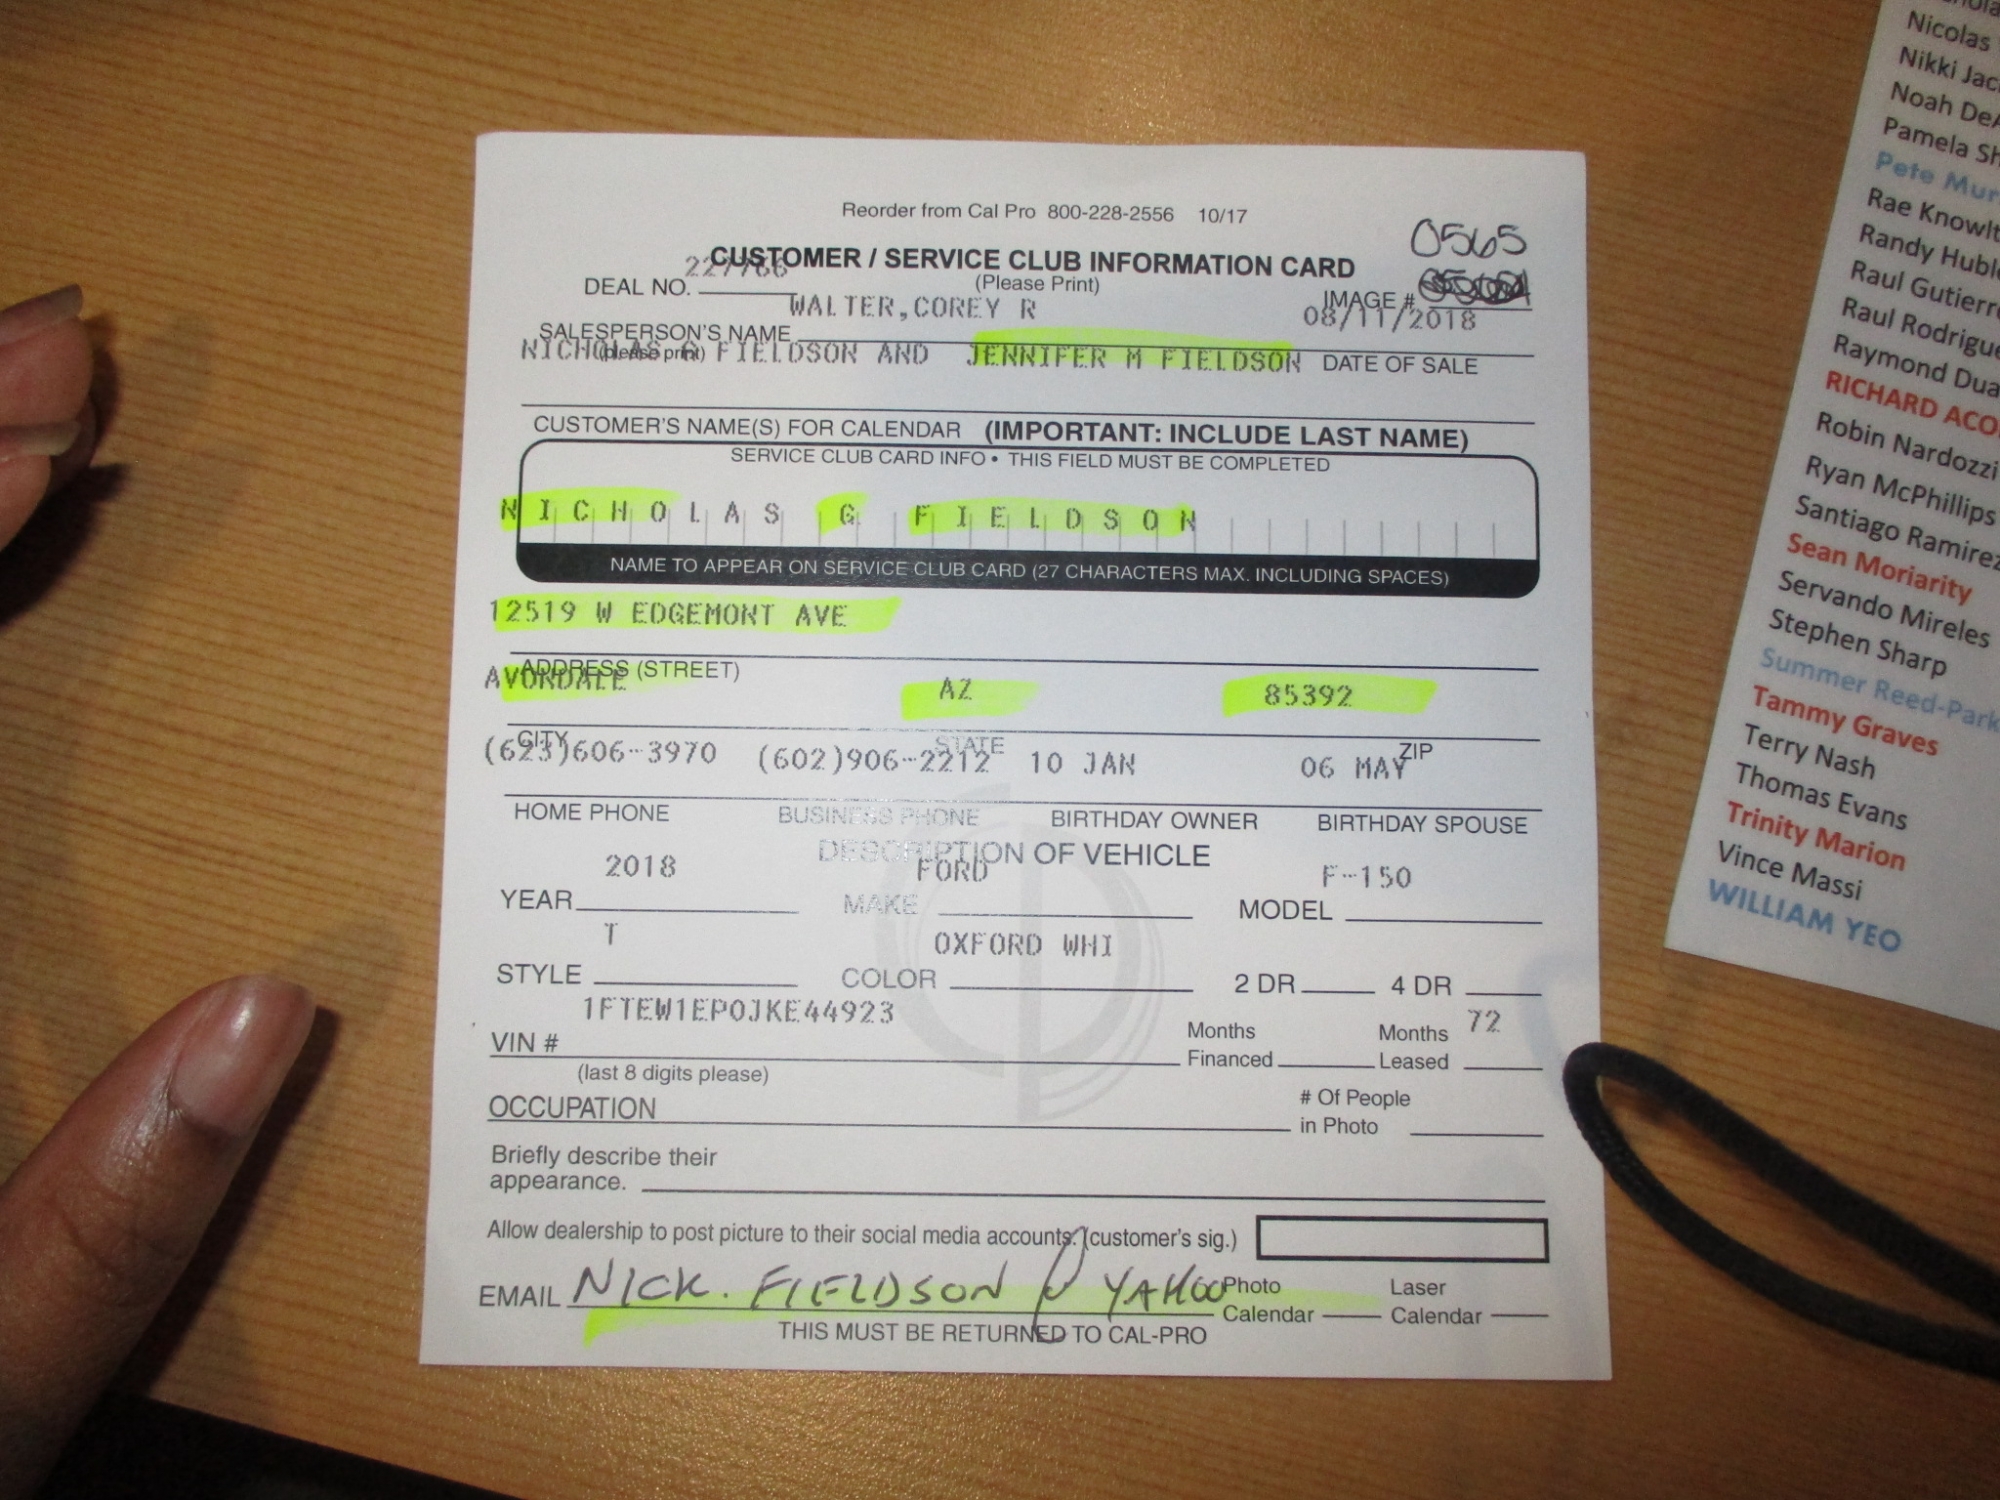 Reorder from Cal Pro 800-228-2556 10/17
0565
CUSTOMER / SERVICE CLUB INFORMATION CARD
227766
DEAL NO.
(Please Print)
IMAGE #
WALTER,COREY R
08/11/2018
SALESPERSON'S NAME
(please print)
DATE OF SALE
NICHOLAS G FIELDSON AND JENNIFER M FIELDSON
CUSTOMER'S NAME(S) FOR CALENDAR (IMPORTANT: INCLUDE LAST NAME)
SERVICE CLUB CARD INFO • THIS FIELD MUST BE COMPLETED
NICHOLAS G FIELDSON
NAME TO APPEAR ON SERVICE CLUB CARD (27 CHARACTERS MAX. INCLUDING SPACES)
12519 W EDGEMONT AVE
ADDRESS (STREET)
AVONDALE AZ 85392
CITY STATE ZIP
(623)606-3970 (602)906-2212 10 JAN 06 MAY
HOME PHONE BUSINESS PHONE BIRTHDAY OWNER BIRTHDAY SPOUSE
DESCRIPTION OF VEHICLE
2018 FORD F-150
YEAR MAKE MODEL
T OXFORD WHI
STYLE COLOR 2 DR 4 DR
1FTEW1EP0JKE44923 72
VIN # Months Financed Months Leased
(last 8 digits please)
OCCUPATION # Of People in Photo
Briefly describe their
appearance.
Allow dealership to post picture to their social media accounts. (customer's sig.)
EMAIL NICK.FIELDSON @ YAHOO Photo Calendar Laser Calendar
THIS MUST BE RETURNED TO CAL-PRO
Nicolas
Nikki
Noah
Pamela
Pete
Rae
Randy
Raul
Raul
Raymond
RICHARD
Robin Nardozzi
Ryan McPhillips
Santiago Ramirez
Sean Moriarity
Servando Mireles
Stephen Sharp
Summer Reed-Park
Tammy Graves
Terry Nash
Thomas Evans
Trinity Marion
Vince Massi
WILLIAM YEO